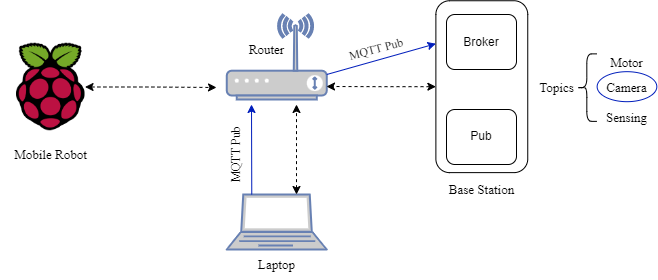 Router
MQTT Pub
Broker
Motor
Topics
Camera
Sensing
Pub
MQTT Pub
Mobile Robot
Base Station
Laptop